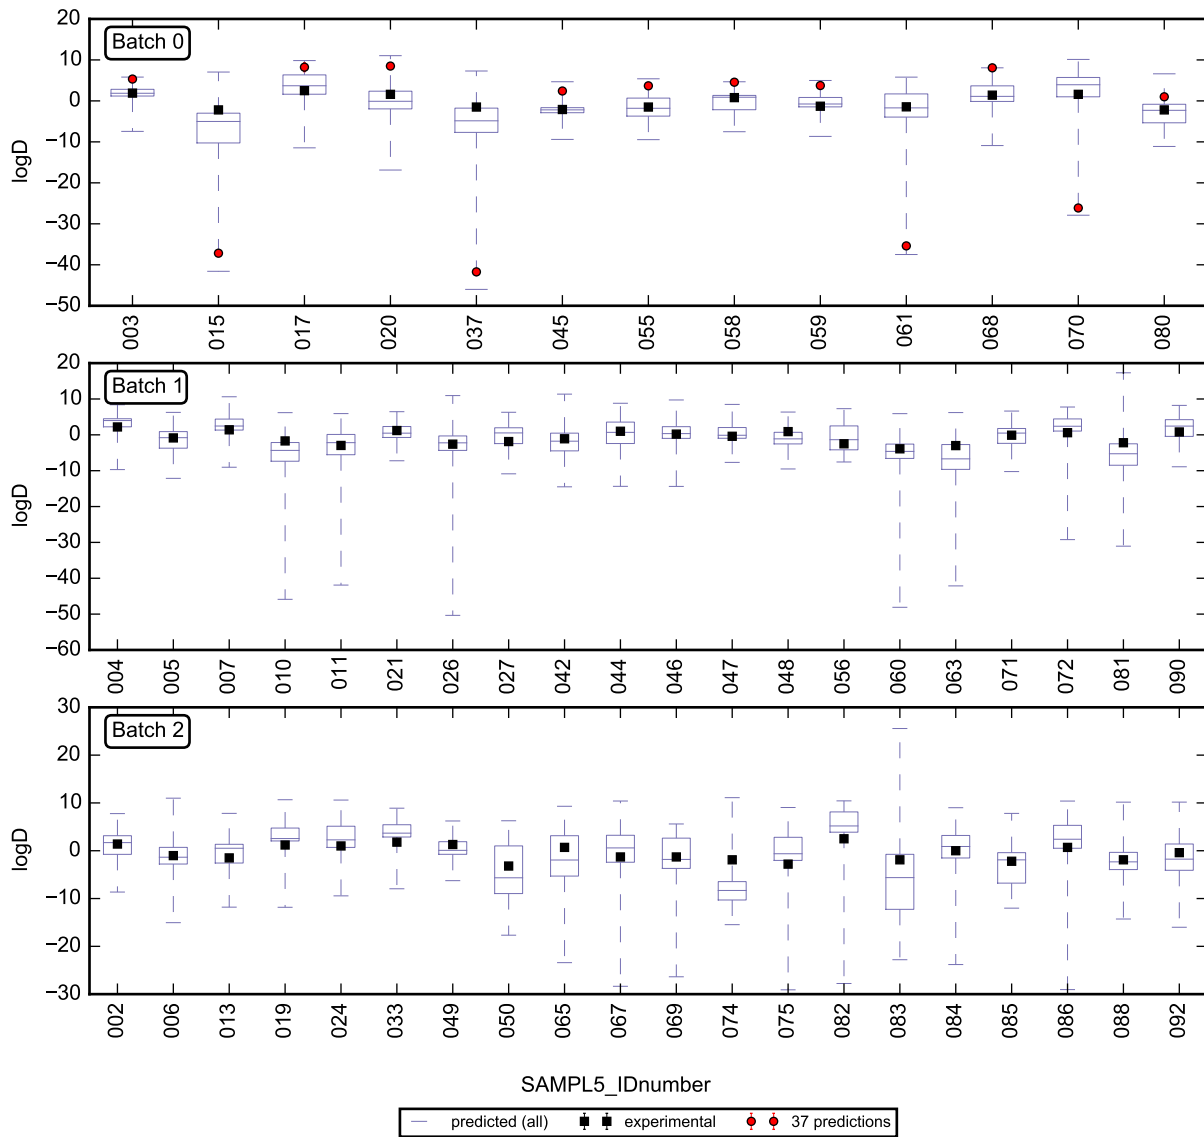 20
10
0
−10
−20
−30
−40
−50
logD
Batch 0
003 015 017 020 037 045 055 058 059 061 068 070 080
20
10
0
−10
−20
−30
−40
−50
−60
logD
Batch 1
004 005 007 010 011 021 026 027 042 044 046 047 048 056 060 063 071 072 081 090
30
20
10
0
−10
−20
−30
logD
Batch 2
002 006 013 019 024 033 049 050 065 067 069 074 075 082 083 084 085 086 088 092
SAMPL5_IDnumber
predicted (all) experimental 37 predictions